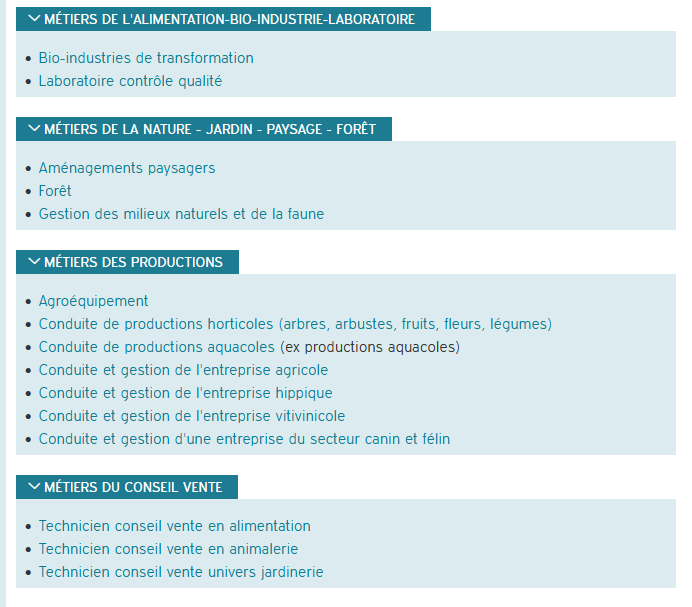 MÉTIERS DE L'ALIMENTATION-BIO-INDUSTRIE-LABORATOIRE
Bio-industries de transformation
Laboratoire contrôle qualité
MÉTIERS DE LA NATURE - JARDIN - PAYSAGE - FORÊT
Aménagements paysagers
Forêt
Gestion des milieux naturels et de la faune
MÉTIERS DES PRODUCTIONS
Agroéquipement
Conduite de productions horticoles (arbres, arbustes, fruits, fleurs, légumes)
Conduite de productions aquacoles (ex productions aquacoles)
Conduite et gestion de l'entreprise agricole
Conduite et gestion de l'entreprise hippique
Conduite et gestion de l'entreprise vitivinicole
Conduite et gestion d'une entreprise du secteur canin et félin
MÉTIERS DU CONSEIL VENTE
Technicien conseil vente en alimentation
Technicien conseil vente en animalerie
Technicien conseil vente univers jardinerie